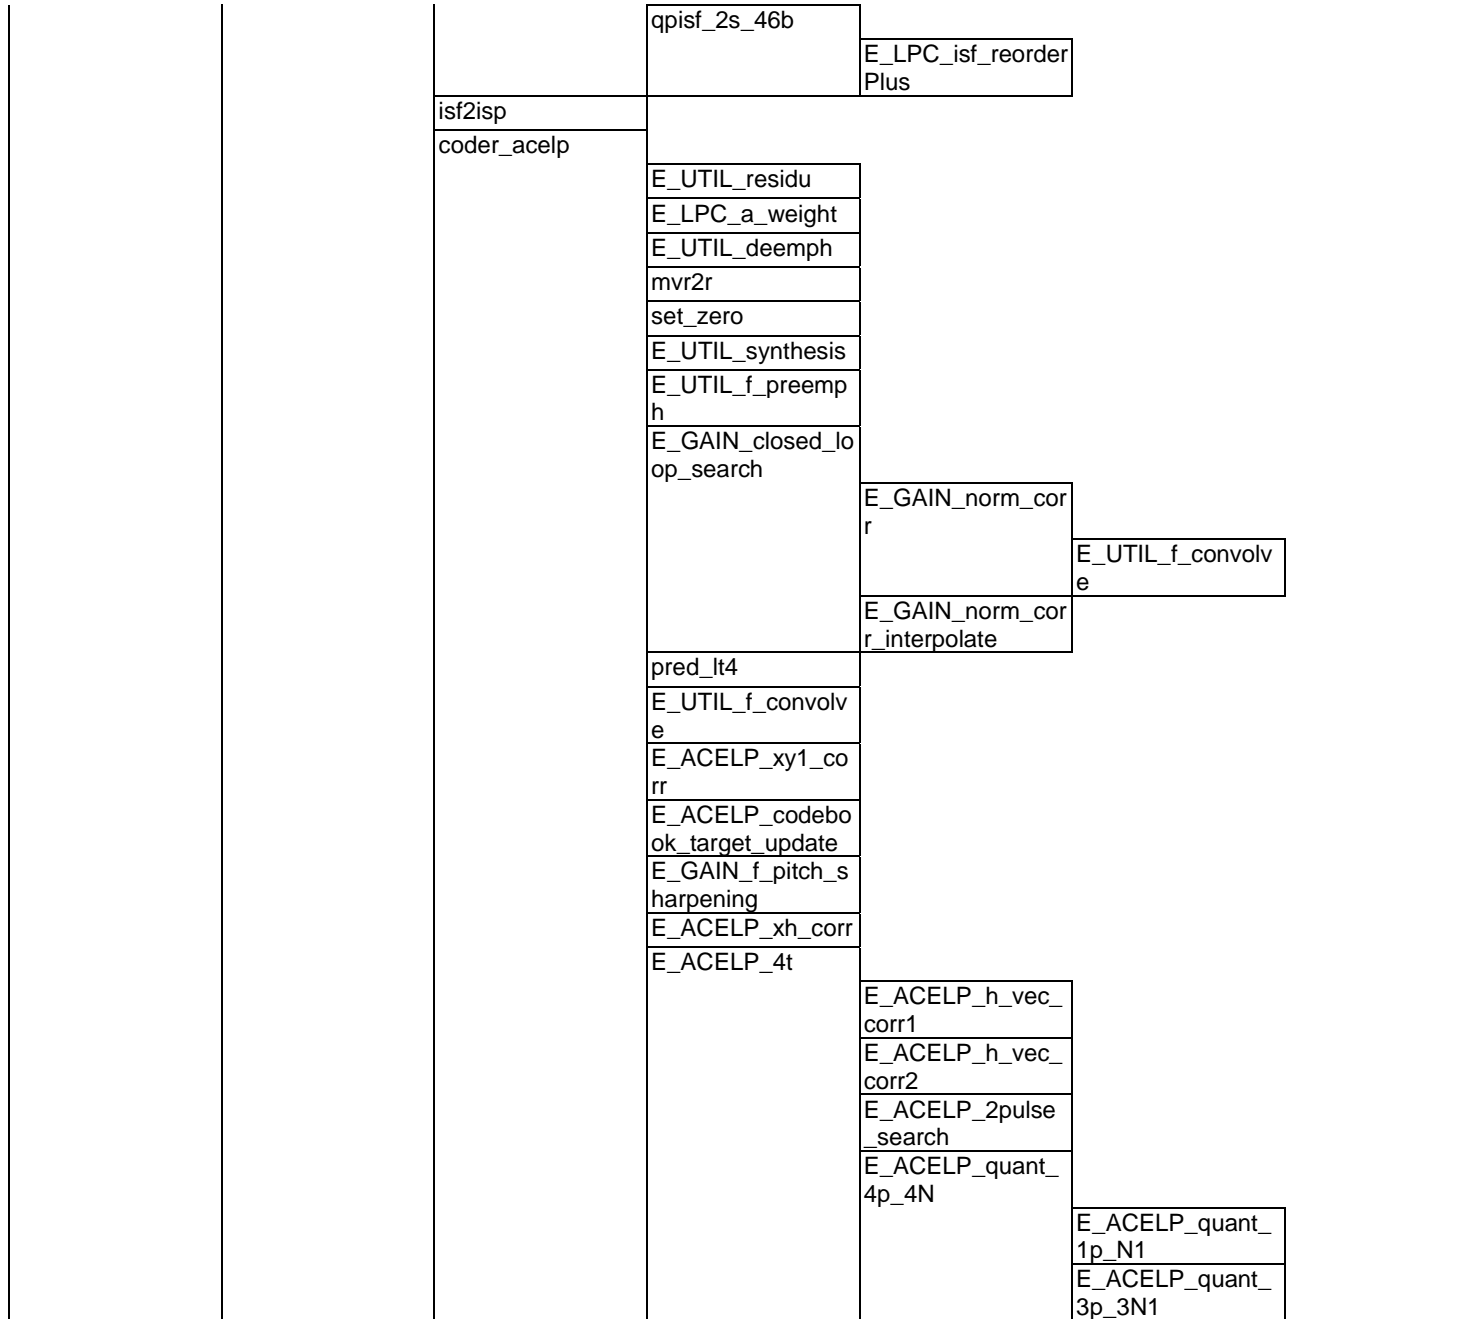 qpisf_2s_46b
E_LPC_isf_reorder
Plus
isf2isp
coder_acelp
E_UTIL_residu
E_LPC_a_weight
E_UTIL_deemph
mvr2r
set_zero
E_UTIL_synthesis
E_UTIL_f_preemp
h
E_GAIN_closed_lo
op_search
E_GAIN_norm_cor
r
E_UTIL_f_convolv
e
E_GAIN_norm_cor
r_interpolate
pred_lt4
E_UTIL_f_convolv
e
E_ACELP_xy1_co
rr
E_ACELP_codebo
ok_target_update
E_GAIN_f_pitch_s
harpening
E_ACELP_xh_corr
E_ACELP_4t
E_ACELP_h_vec_
corr1
E_ACELP_h_vec_
corr2
E_ACELP_2pulse
_search
E_ACELP_quant_
4p_4N
E_ACELP_quant_
1p_N1
E_ACELP_quant_
3p_3N1